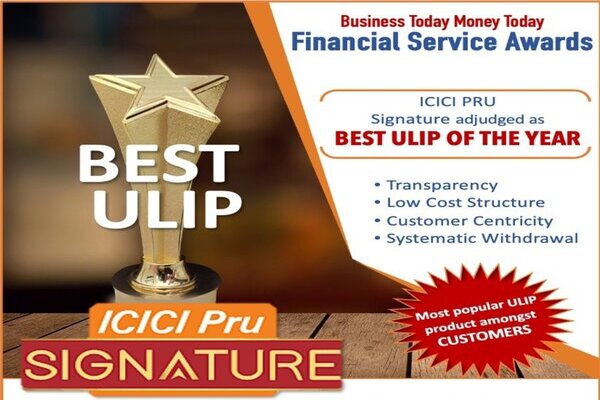 Business Today Money Today
Financial Service Awards
ICICI PRU
Signature adjudged as
BEST ULIP OF THE YEAR
• Transparency
• Low Cost Structure
• Customer Centricity
• Systematic Withdrawal
BEST
ULIP
Most popular ULIP
product amongst
CUSTOMERS
ICICI Pru
SIGNATURE